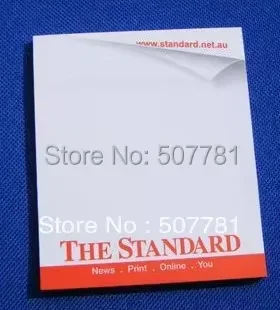 www.standard.net.au
Store No: 507781
Store No: 507781
THE STANDARD
News . Print . Online . You